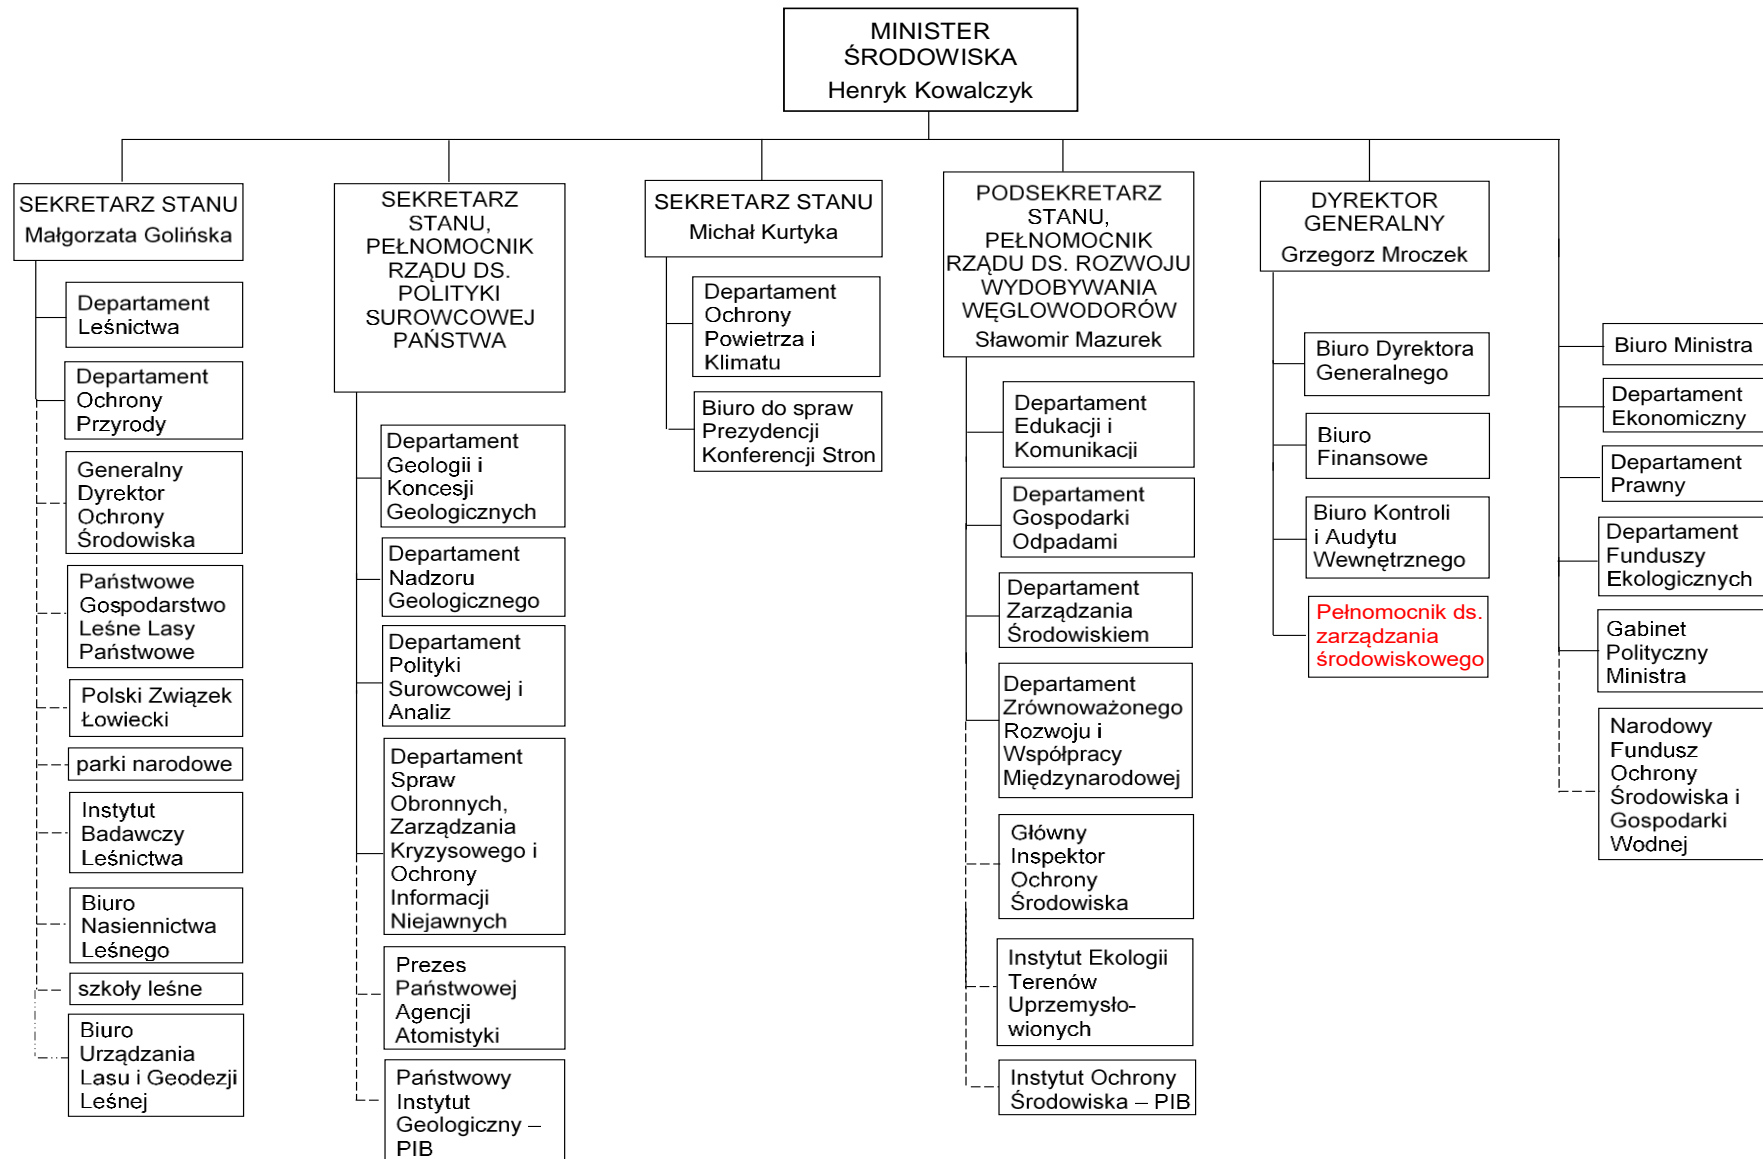 MINISTER
ŚRODOWISKA
Henryk Kowalczyk
SEKRETARZ STANU
Małgorzata Golińska
Departament
Leśnictwa
Departament
Ochrony
Przyrody
Generalny
Dyrektor
Ochrony
Środowiska
Państwowe
Gospodarstwo
Leśne Lasy
Państwowe
Polski Związek
Łowiecki
parki narodowe
Instytut
Badawczy
Leśnictwa
Biuro
Nasiennictwa
Leśnego
szkoły leśne
Biuro
Urządzania
Lasu i Geodezji
Leśnej
SEKRETARZ
STANU,
PEŁNOMOCNIK
RZĄDU DS.
POLITYKI
SUROWCOWEJ
PAŃSTWA
Departament
Geologii i
Koncesji
Geologicznych
Departament
Nadzoru
Geologicznego
Departament
Polityki
Surowcowej i
Analiz
Departament
Spraw
Obronnych,
Zarządzania
Kryzysowego i
Ochrony
Informacji
Niejawnych
Prezes
Państwowej
Agencji
Atomistyki
Państwowy
Instytut
Geologiczny –
PIB
SEKRETARZ STANU
Michał Kurtyka
Departament
Ochrony
Powietrza i
Klimatu
Biuro do spraw
Prezydencji
Konferencji Stron
PODSEKRETARZ
STANU,
PEŁNOMOCNIK
RZĄDU DS. ROZWOJU
WYDOBYWANIA
WĘGLOWODORÓW
Sławomir Mazurek
Departament
Edukacji i
Komunikacji
Departament
Gospodarki
Odpadami
Departament
Zarządzania
Środowiskiem
Departament
Zrównoważonego
Rozwoju i
Współpracy
Międzynarodowej
Główny
Inspektor
Ochrony
Środowiska
Instytut Ekologii
Terenów
Uprzemysło-
wionych
Instytut Ochrony
Środowiska – PIB
DYREKTOR
GENERALNY
Grzegorz Mroczek
Biuro Dyrektora
Generalnego
Biuro
Finansowe
Biuro Kontroli
i Audytu
Wewnętrznego
Pełnomocnik ds.
zarządzania
środowiskowego
Biuro Ministra
Departament
Ekonomiczny
Departament
Prawny
Departament
Funduszy
Ekologicznych
Gabinet
Polityczny
Ministra
Narodowy
Fundusz
Ochrony
Środowiska i
Gospodarki
Wodnej